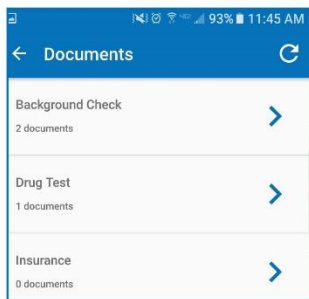 93% 11:45 AM
Documents
Background Check
2 documents
Drug Test
1 documents
Insurance
0 documents